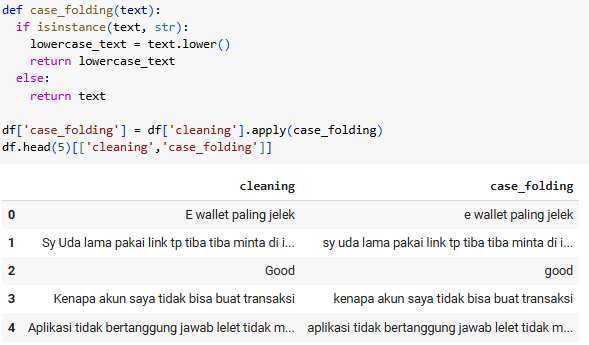 def case_folding(text):
  if isinstance(text, str):
    lowercase_text = text.lower()
    return lowercase_text
  else:
    return text

df['case_folding'] = df['cleaning'].apply(case_folding)
df.head(5)[['cleaning','case_folding']]
cleaning case_folding
0 E wallet paling jelek e wallet paling jelek
1 Sy Uda lama pakai link tp tiba tiba minta di i... sy uda lama pakai link tp tiba tiba minta di i...
2 Good good
3 Kenapa akun saya tidak bisa buat transaksi kenapa akun saya tidak bisa buat transaksi
4 Aplikasi tidak bertanggung jawab lelet tidak m... aplikasi tidak bertanggung jawab lelet tidak m...